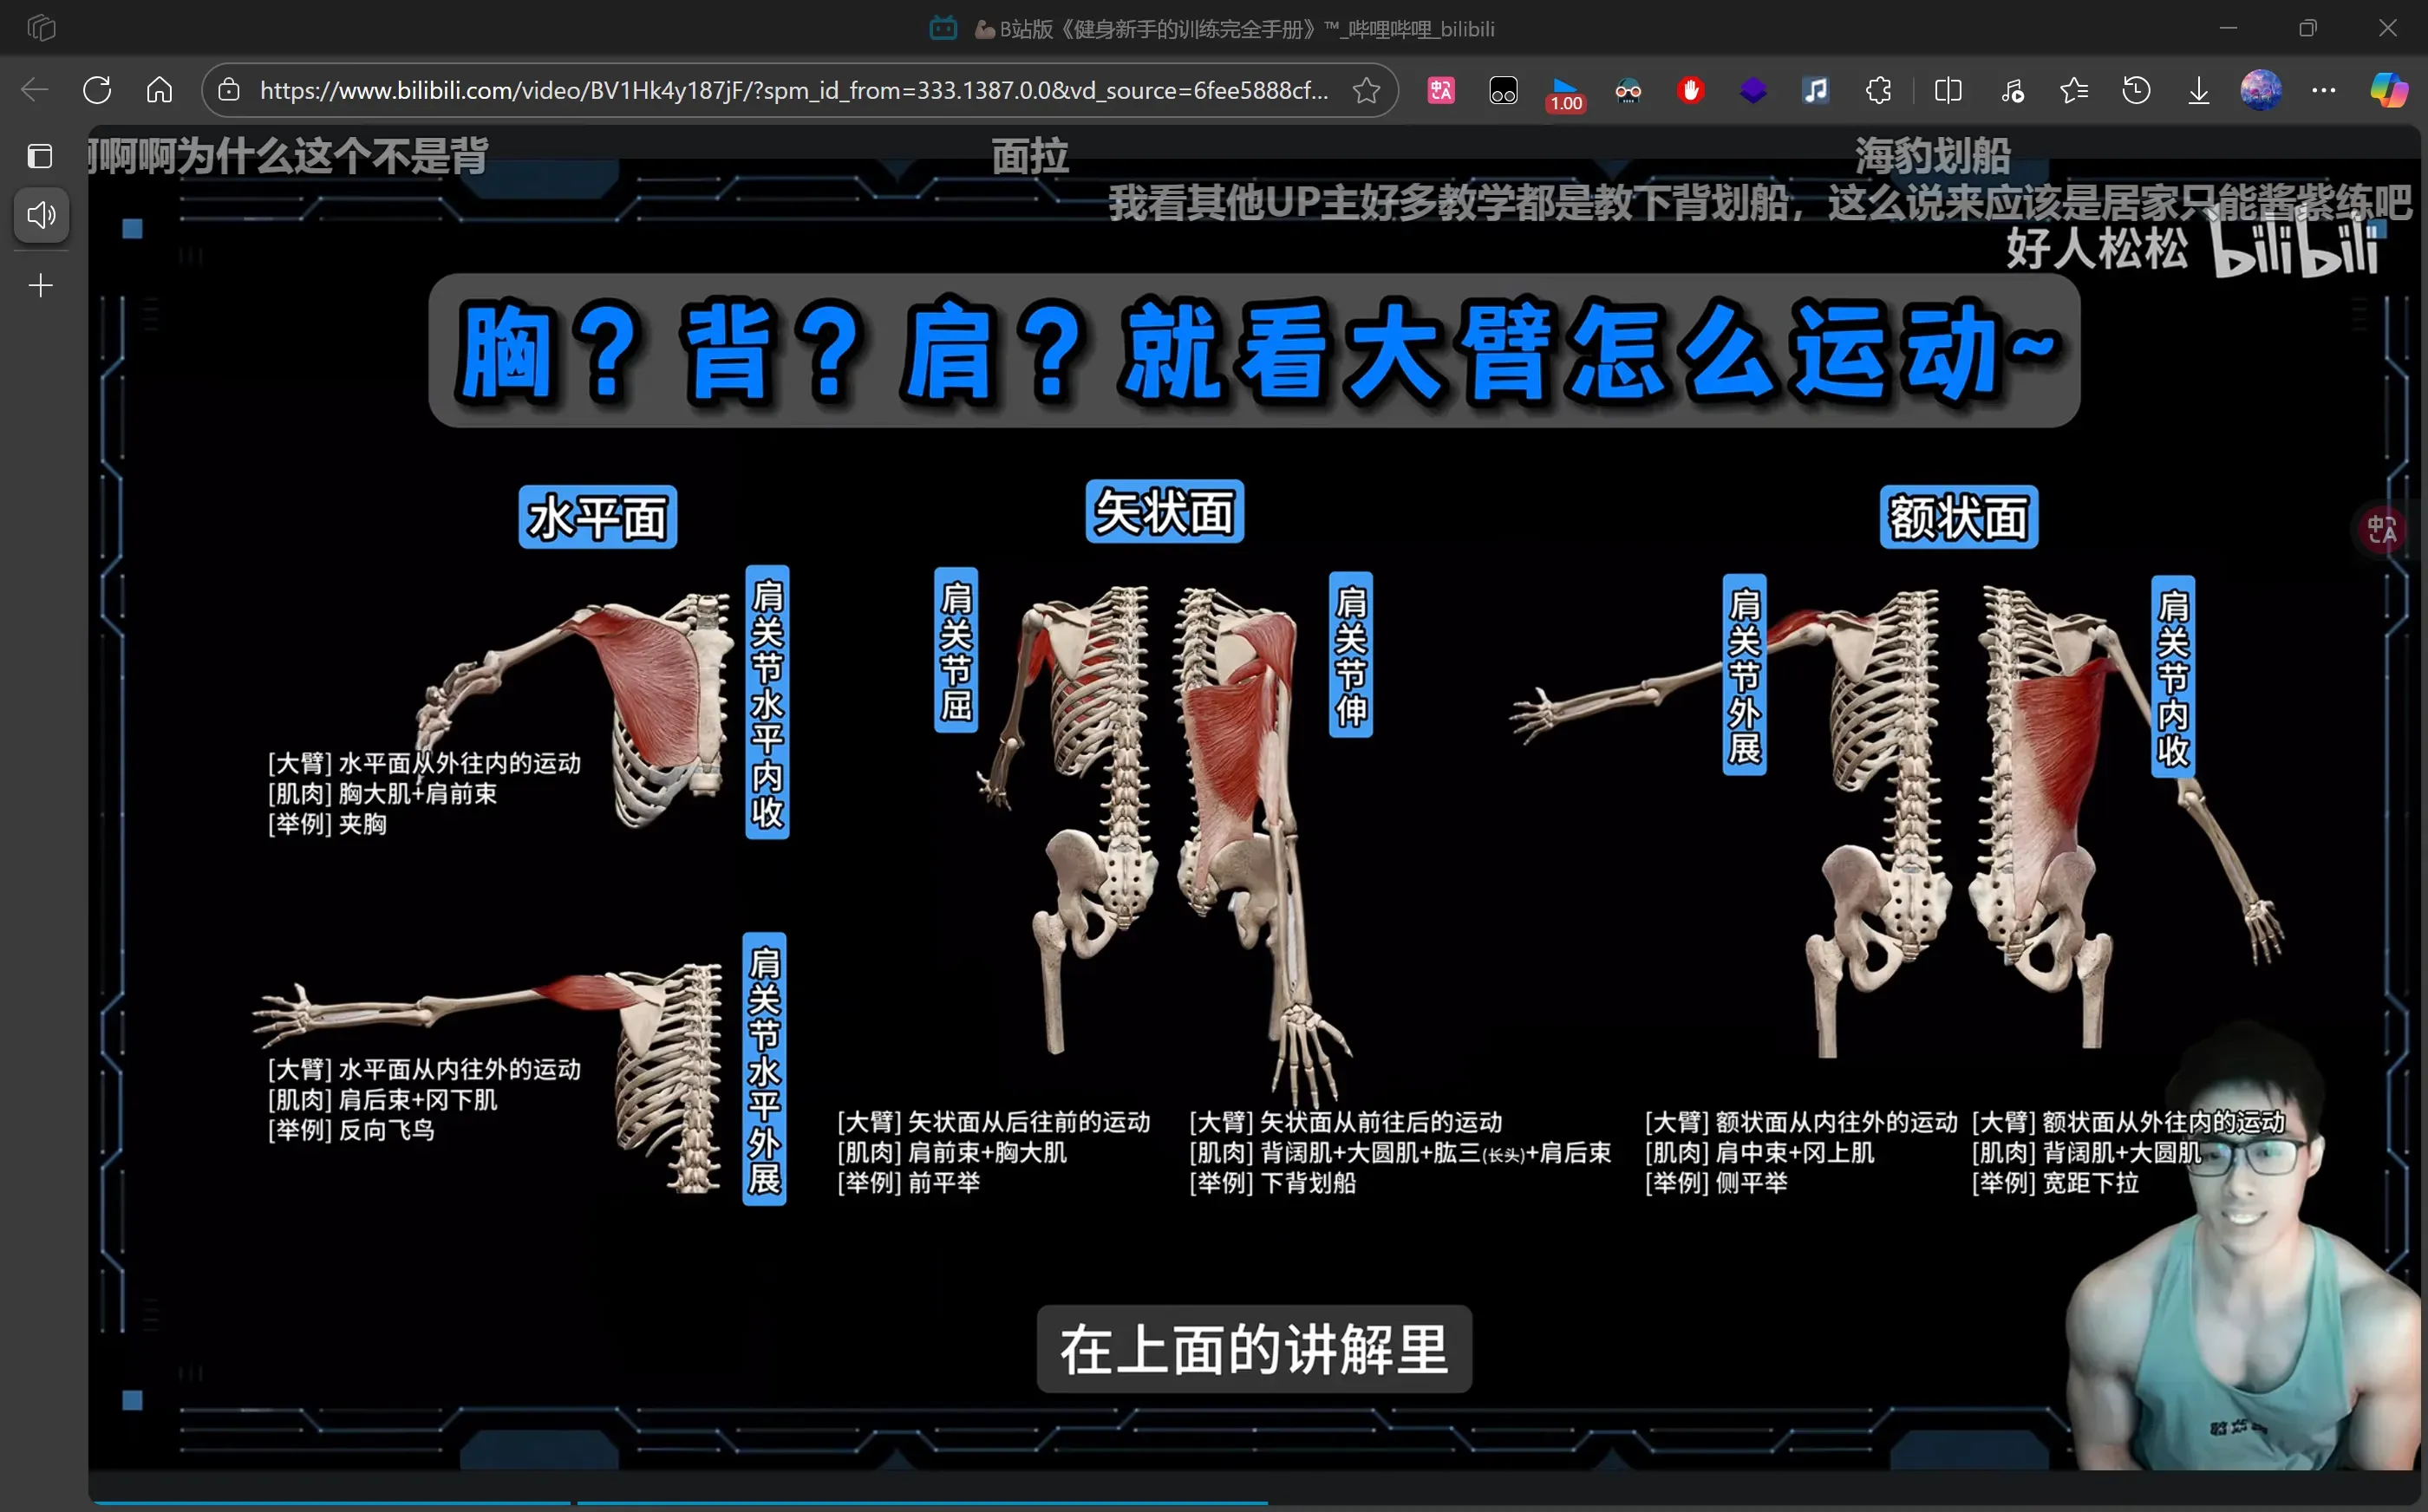 B站版《健身新手的训练完全手册》™_哔哩哔哩_bilibili
https://www.bilibili.com/video/BV1Hk4y187jF/?spm_id_from=333.1387.0.0&vd_source=6fee5888cf...
1.00
啊啊为什么这个不是背
面拉
海豹划船
我看其他UP主好多教学都是教下背划船，这么说来应该是居家只能酱紫练吧
好人松松 bilibili
胸？背？肩？就看大臂怎么运动~
水平面
矢状面
额状面
肩关节水平内收
[大臂] 水平面从外往内的运动
[肌肉] 胸大肌+肩前束
[举例] 夹胸
肩关节水平外展
[大臂] 水平面从内往外的运动
[肌肉] 肩后束+冈下肌
[举例] 反向飞鸟
肩关节屈
[大臂] 矢状面从后往前的运动
[肌肉] 肩前束+胸大肌
[举例] 前平举
肩关节伸
[大臂] 矢状面从前往后的运动
[肌肉] 背阔肌+大圆肌+肱三(长头)+肩后束
[举例] 下背划船
肩关节外展
[大臂] 额状面从内往外的运动
[肌肉] 肩中束+冈上肌
[举例] 侧平举
肩关节内收
[大臂] 额状面从外往内的运动
[肌肉] 背阔肌+大圆肌
[举例] 宽距下拉
在上面的讲解里